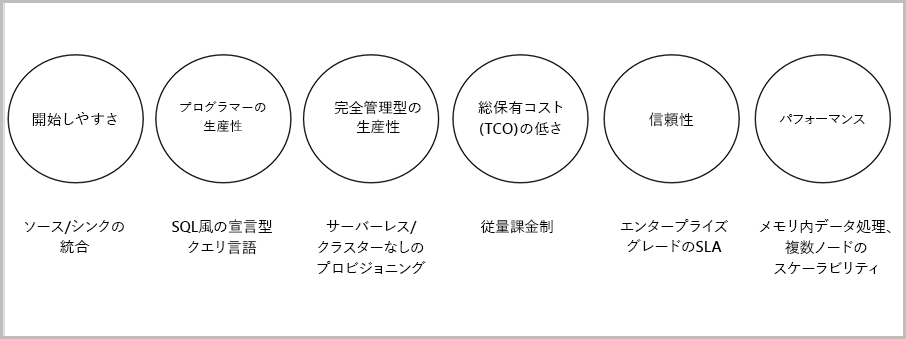 開始しやすさ
プログラマーの
生産性
完全管理型の
生産性
総保有コスト
(TCO)の低さ
信頼性
パフォーマンス
ソース/シンクの
統合
SQL風の宣言型
クエリ言語
サーバーレス/
クラスターなしの
プロビジョニング
従量課金制
エンタープライズ
グレードのSLA
メモリ内データ処理、
複数ノードの
スケーラビリティ